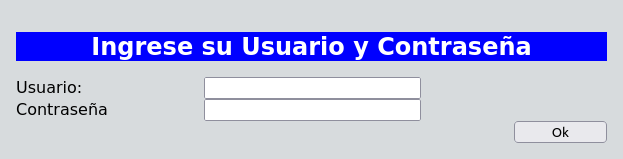 Ingrese su Usuario y Contraseña
Usuario:
Contraseña
Ok